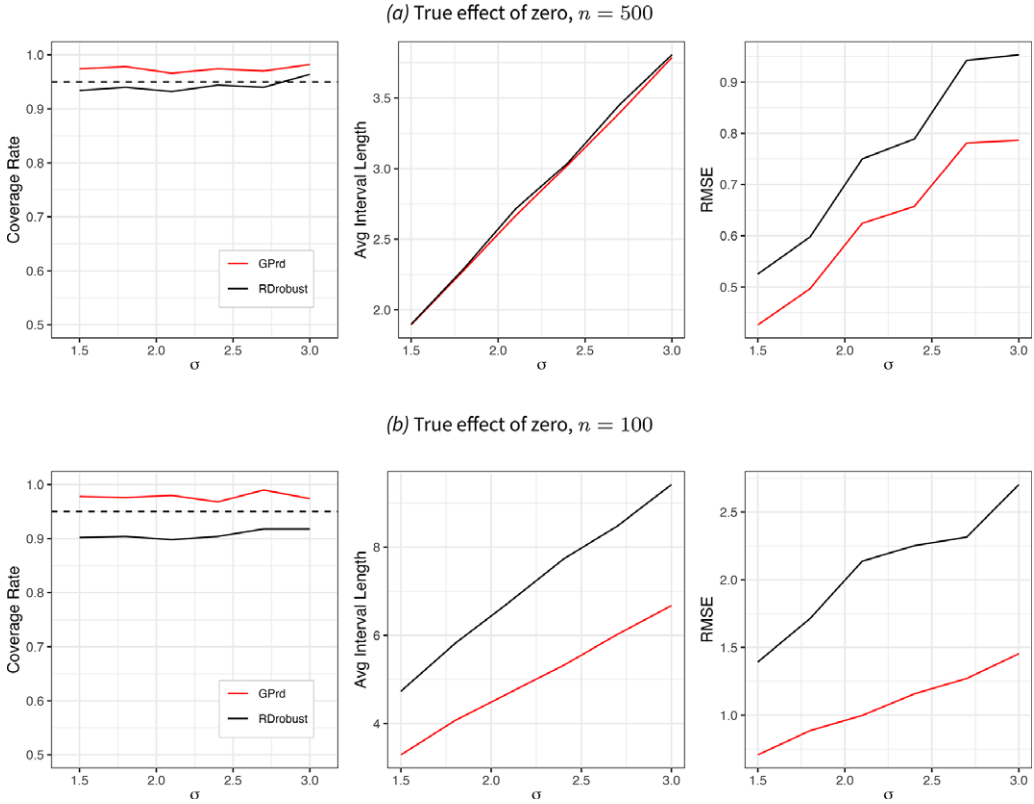 (a) True effect of zero, n = 500
Coverage Rate
1.0
0.9
0.8
0.7
0.6
0.5
GPrd
RDrobust
1.5
2.0
2.5
3.0
σ
Avg Interval Length
3.5
3.0
2.5
2.0
1.5
2.0
2.5
3.0
σ
RMSE
0.9
0.8
0.7
0.6
0.5
1.5
2.0
2.5
3.0
σ
(b) True effect of zero, n = 100
Coverage Rate
1.0
0.9
0.8
0.7
0.6
0.5
GPrd
RDrobust
1.5
2.0
2.5
3.0
σ
Avg Interval Length
8
6
4
1.5
2.0
2.5
3.0
σ
RMSE
2.5
2.0
1.5
1.0
1.5
2.0
2.5
3.0
σ